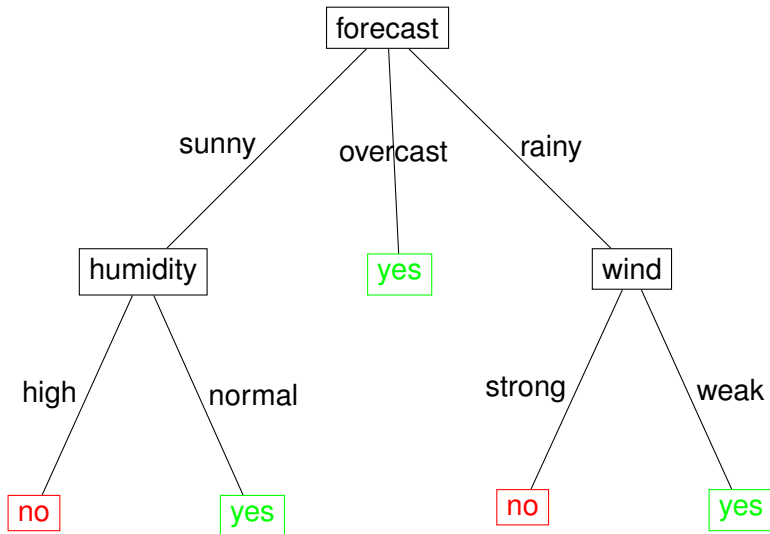 forecast
sunny
overcast
rainy
humidity
yes
wind
high
normal
strong
weak
no
yes
no
yes